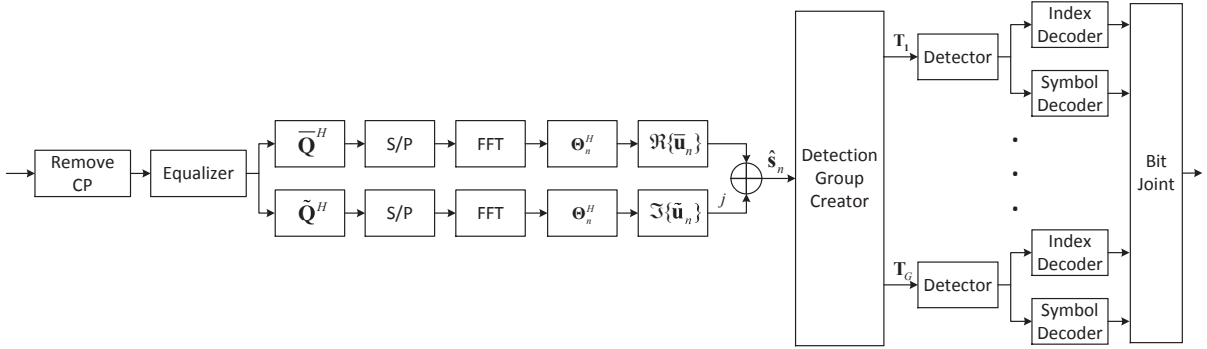 Remove
CP
Equalizer
Q̅^H
S/P
FFT
Θ_n^H
ℜ{u̅_n}
Q̃^H
S/P
FFT
Θ_n^H
ℑ{ũ_n}
j
ŝ_n
Detection
Group
Creator
T_1
Detector
Index
Decoder
Symbol
Decoder
T_G
Detector
Index
Decoder
Symbol
Decoder
Bit
Joint